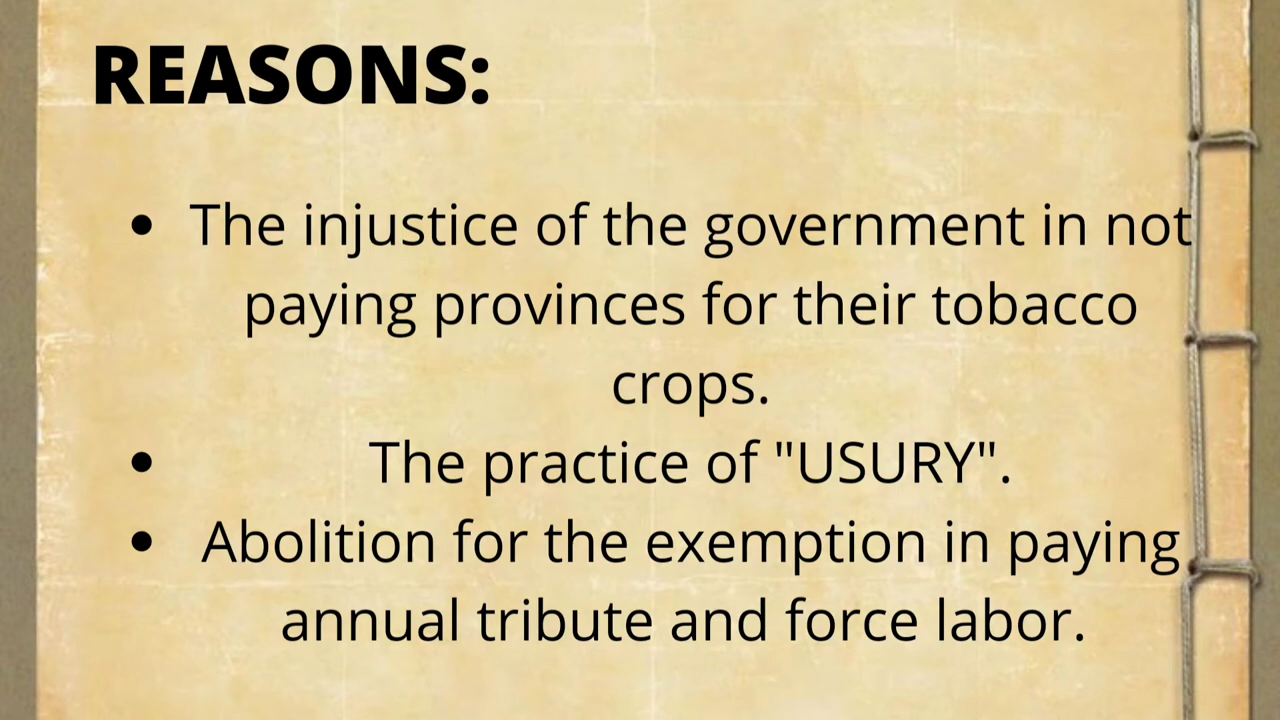 REASONS:
• The injustice of the government in not
paying provinces for their tobacco
crops.
• The practice of "USURY".
• Abolition for the exemption in paying
annual tribute and force labor.